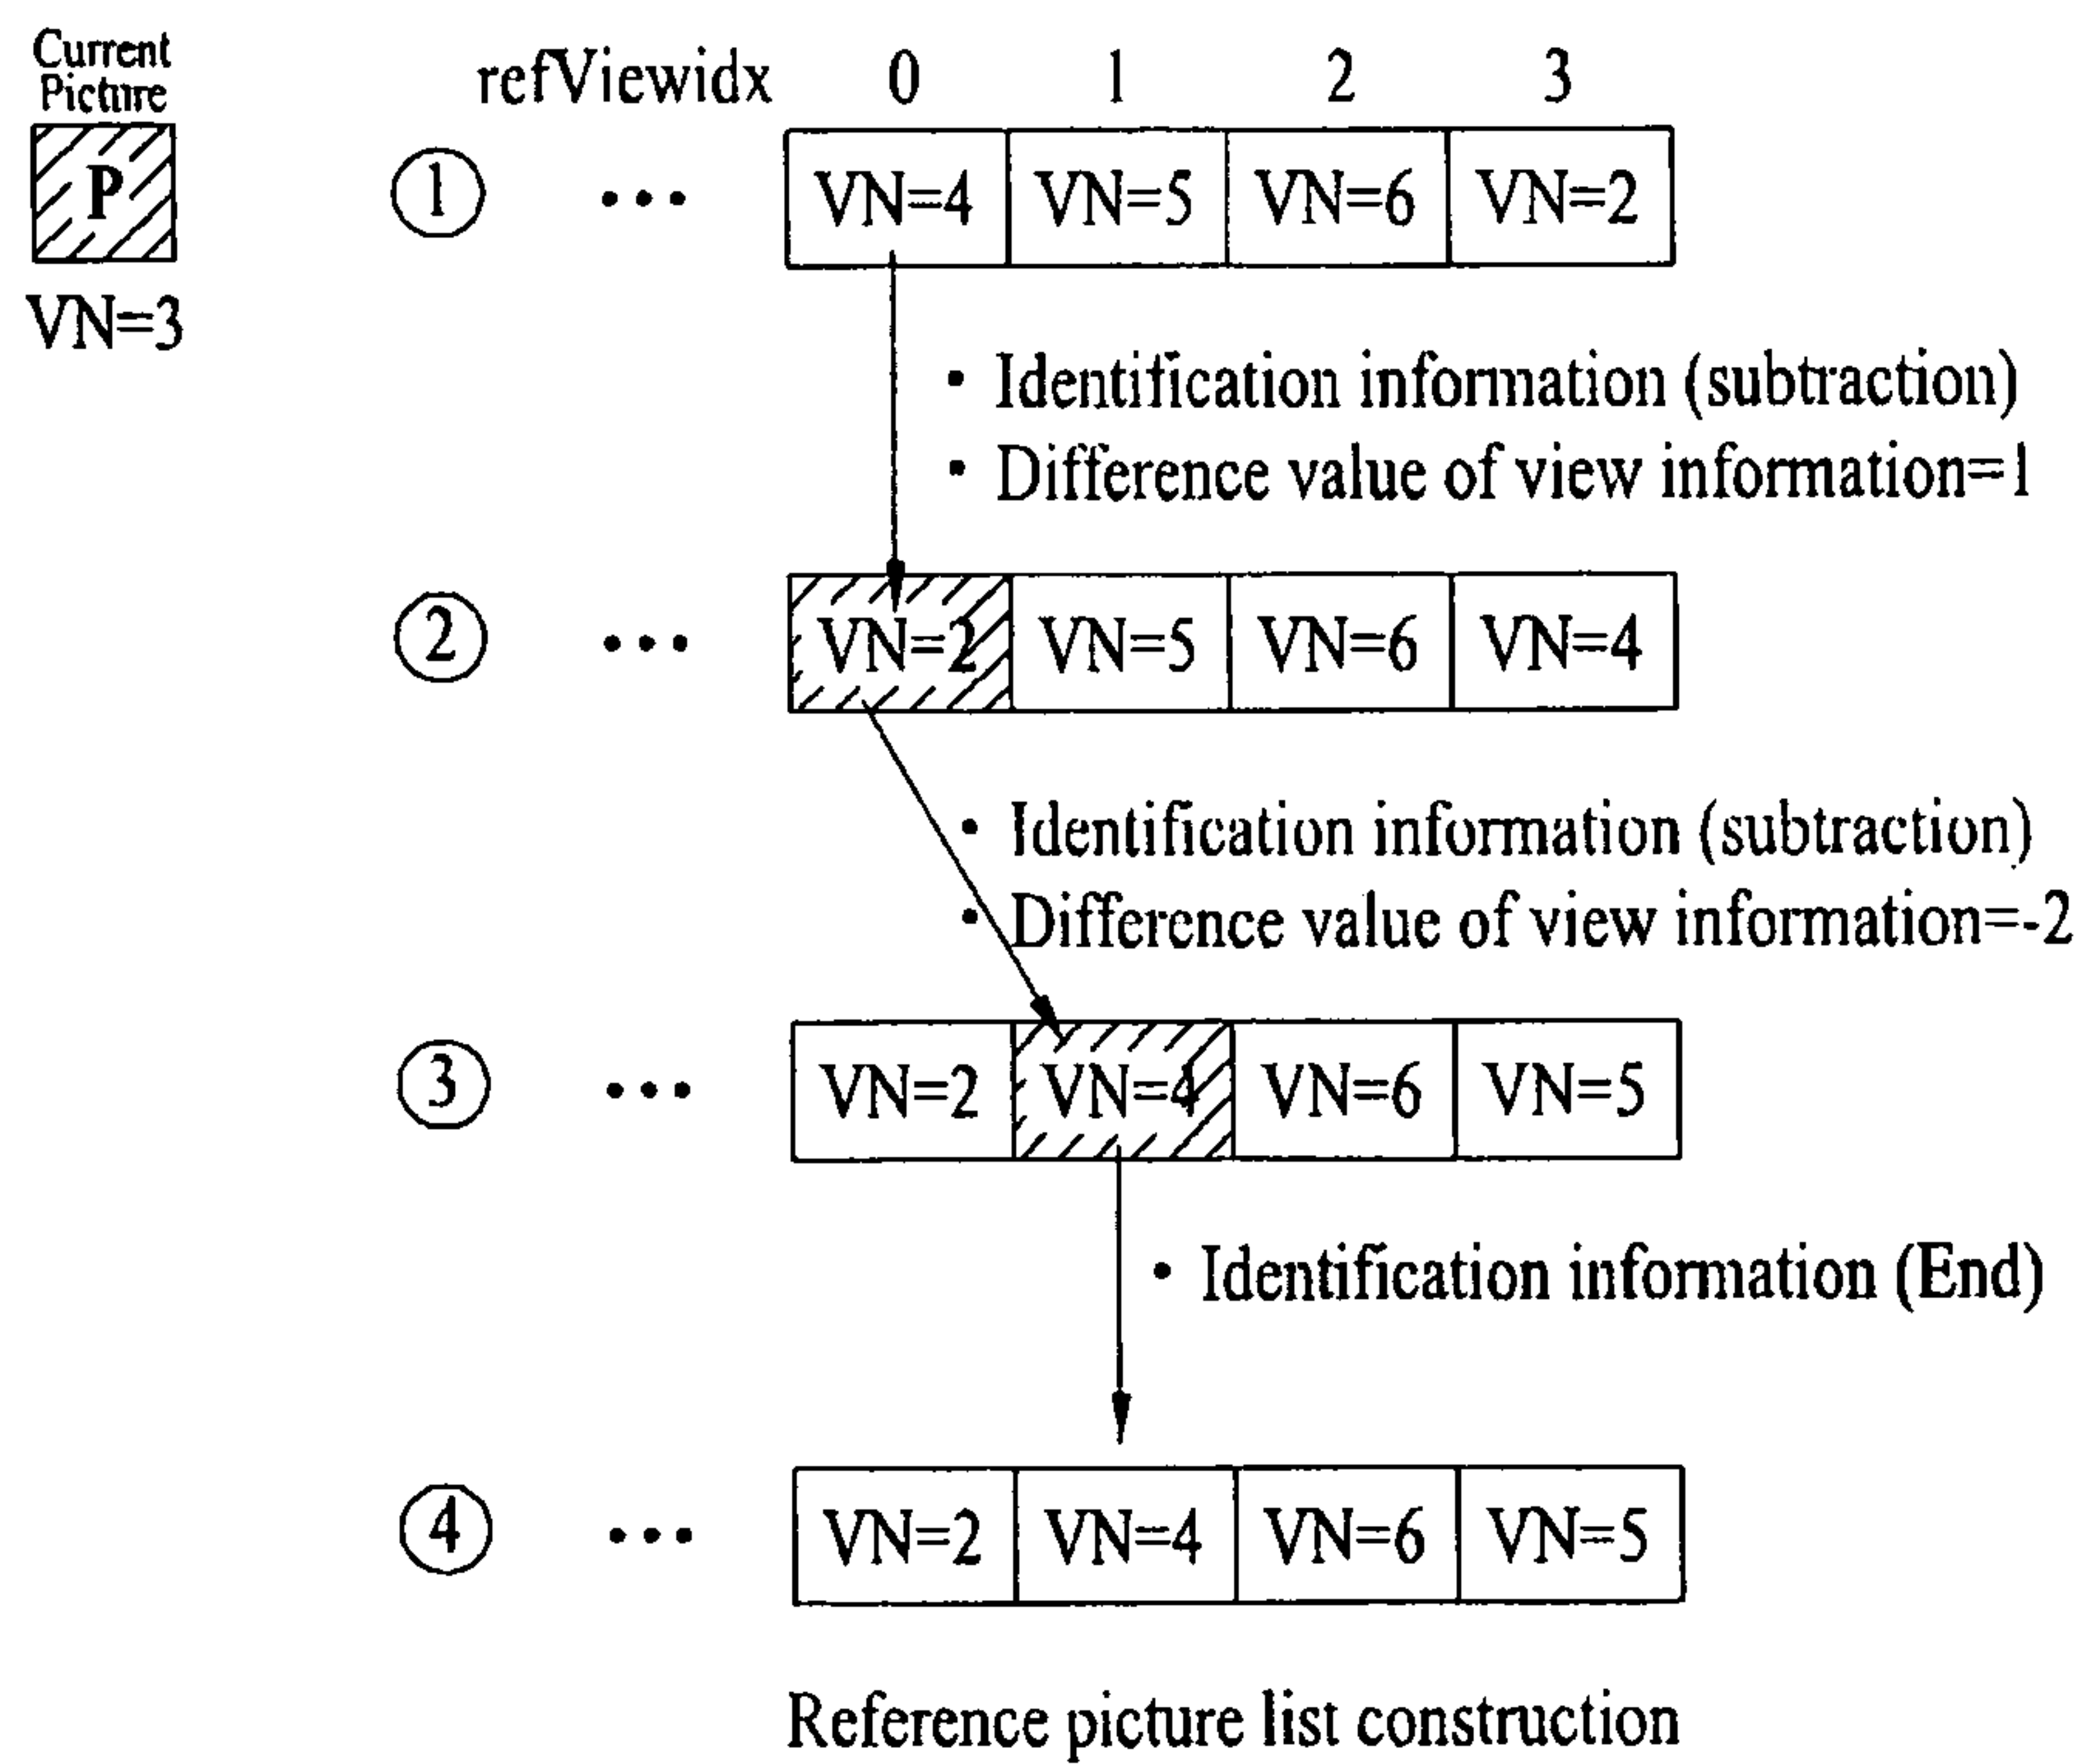 Current
Picture
P
VN=3
refViewidx 0 1 2 3
① ••• VN=4 VN=5 VN=6 VN=2
• Identification information (subtraction)
• Difference value of view information=1
② ••• VN=2 VN=5 VN=6 VN=4
• Identification information (subtraction)
• Difference value of view information=-2
③ ••• VN=2 VN=4 VN=6 VN=5
• Identification information (End)
④ ••• VN=2 VN=4 VN=6 VN=5
Reference picture list construction